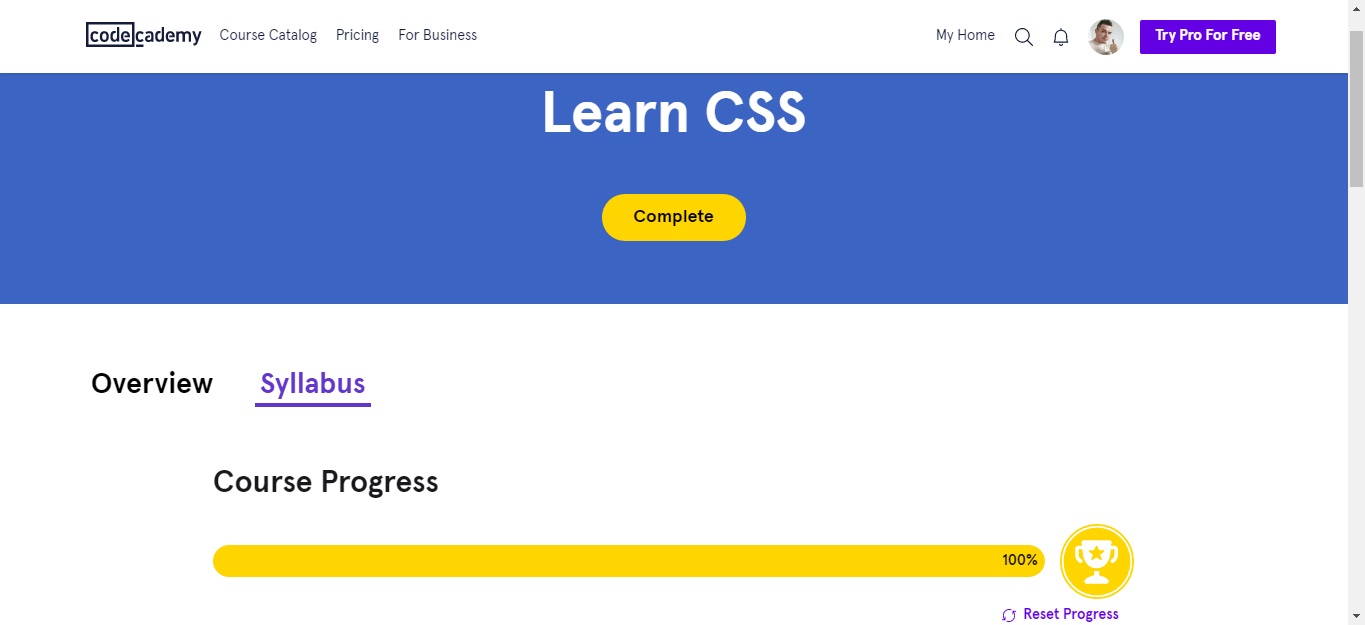 codecademy Course Catalog Pricing For Business My Home Try Pro For Free
Learn CSS
Complete
Overview Syllabus
Course Progress
100%
Reset Progress